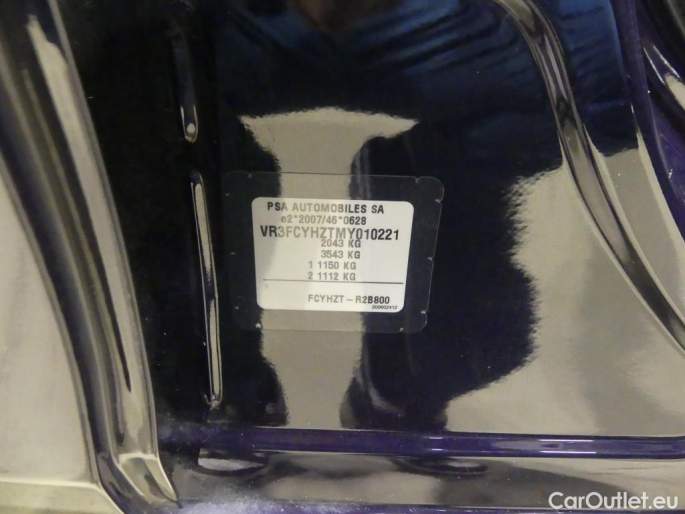 PSA AUTOMOBILES SA
e2*2007/46*0628
VR3FCYHZTMY010221
2043 KG
3543 KG
1 1150 KG
2 1112 KG
FCYHZT - R2B800
CarOutlet.eu